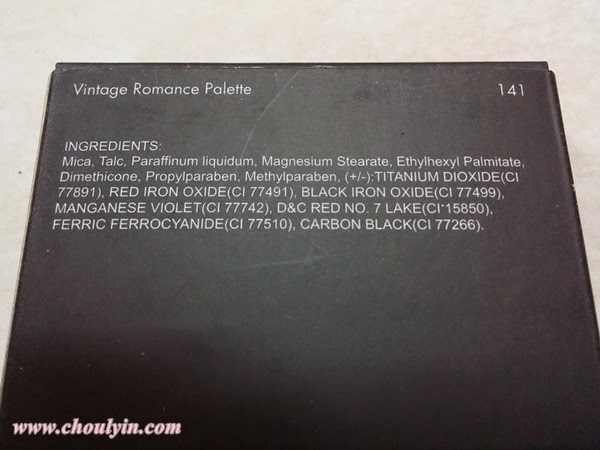 Vintage Romance Palette 141
INGREDIENTS:
Mica, Talc, Paraffinum liquidum, Magnesium Stearate, Ethylhexyl Palmitate,
Dimethicone, Propylparaben, Methylparaben, (+/-):TITANIUM DIOXIDE(CI
77891), RED IRON OXIDE(CI 77491), BLACK IRON OXIDE(CI 77499),
MANGANESE VIOLET(CI 77742), D&C RED NO. 7 LAKE(CI 15850),
FERRIC FERROCYANIDE(CI 77510), CARBON BLACK(CI 77266).
www.choulyin.com